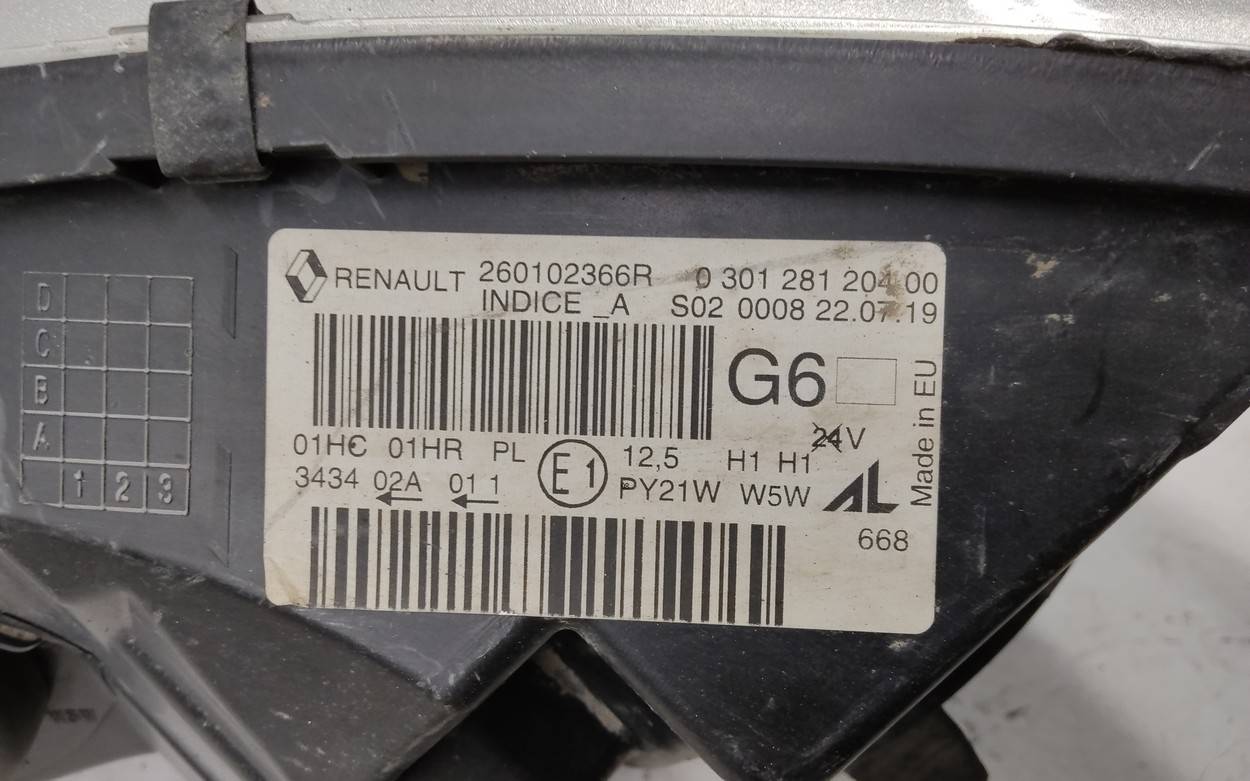 RENAULT 260102366R 0 301 281 204 00
INDICE _A S02 0008 22.07.19
G6
Made in EU
24V
01HC 01HR PL E1 12,5 H1 H1
3434 02A 01 1 PY21W W5W AL
668
D
C
B
A
1 2 3